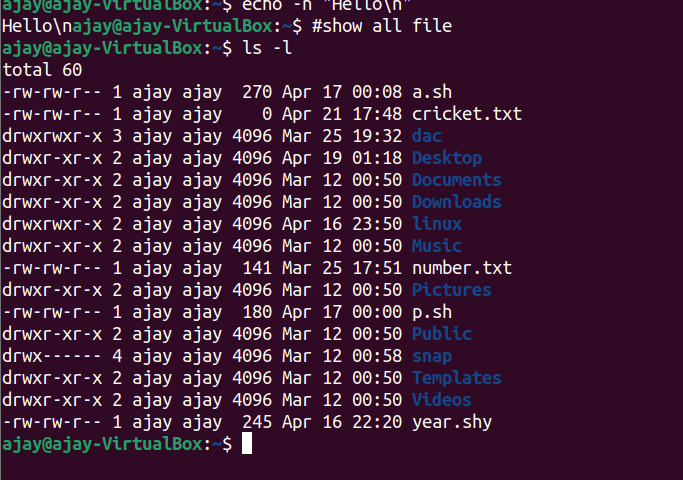 ajay@ajay-VirtualBox:~$ echo -n "Hello\n"
Hello\najay@ajay-VirtualBox:~$ #show all file
ajay@ajay-VirtualBox:~$ ls -l
total 60
-rw-rw-r-- 1 ajay ajay  270 Apr 17 00:08 a.sh
-rw-rw-r-- 1 ajay ajay    0 Apr 21 17:48 cricket.txt
drwxrwxr-x 3 ajay ajay 4096 Mar 25 19:32 dac
drwxr-xr-x 2 ajay ajay 4096 Apr 19 01:18 Desktop
drwxr-xr-x 2 ajay ajay 4096 Mar 12 00:50 Documents
drwxr-xr-x 2 ajay ajay 4096 Mar 12 00:50 Downloads
drwxrwxr-x 2 ajay ajay 4096 Apr 16 23:50 linux
drwxr-xr-x 2 ajay ajay 4096 Mar 12 00:50 Music
-rw-rw-r-- 1 ajay ajay  141 Mar 25 17:51 number.txt
drwxr-xr-x 2 ajay ajay 4096 Mar 12 00:50 Pictures
-rw-rw-r-- 1 ajay ajay  180 Apr 17 00:00 p.sh
drwxr-xr-x 2 ajay ajay 4096 Mar 12 00:50 Public
drwx------ 4 ajay ajay 4096 Mar 12 00:58 snap
drwxr-xr-x 2 ajay ajay 4096 Mar 12 00:50 Templates
drwxr-xr-x 2 ajay ajay 4096 Mar 12 00:50 Videos
-rw-rw-r-- 1 ajay ajay  245 Apr 16 22:20 year.shy
ajay@ajay-VirtualBox:~$